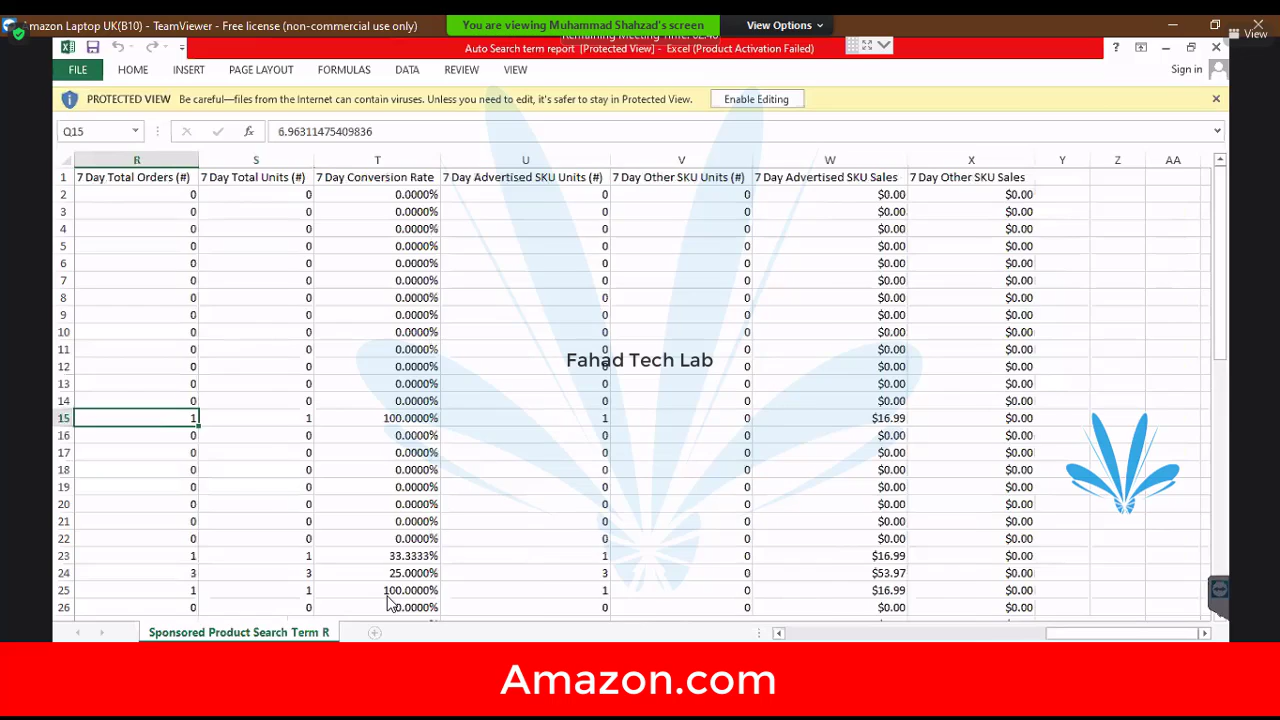 Amazon Laptop UK(B10) - TeamViewer - Free license (non-commercial use only)
You are viewing Muhammad Shahzad's screen
View Options
Auto Search term report [Protected View] - Excel (Product Activation Failed)
View
FILE HOME INSERT PAGE LAYOUT FORMULAS DATA REVIEW VIEW
Sign in
PROTECTED VIEW Be careful—files from the Internet can contain viruses. Unless you need to edit, it's safer to stay in Protected View. Enable Editing
Q15 fx 6.96311475409836
R S T U V W X Y Z AA
1 7 Day Total Orders (#) 7 Day Total Units (#) 7 Day Conversion Rate 7 Day Advertised SKU Units (#) 7 Day Other SKU Units (#) 7 Day Advertised SKU Sales 7 Day Other SKU Sales
2 0 0 0.0000% 0 0 $0.00 $0.00
3 0 0 0.0000% 0 0 $0.00 $0.00
4 0 0 0.0000% 0 0 $0.00 $0.00
5 0 0 0.0000% 0 0 $0.00 $0.00
6 0 0 0.0000% 0 0 $0.00 $0.00
7 0 0 0.0000% 0 0 $0.00 $0.00
8 0 0 0.0000% 0 0 $0.00 $0.00
9 0 0 0.0000% 0 0 $0.00 $0.00
10 0 0 0.0000% 0 0 $0.00 $0.00
11 0 0 0.0000% 0 0 $0.00 $0.00
Fahad Tech Lab
12 0 0 0.0000% 0 0 $0.00 $0.00
13 0 0 0.0000% 0 0 $0.00 $0.00
14 0 0 0.0000% 0 0 $0.00 $0.00
15 1 1 100.0000% 1 0 $16.99 $0.00
16 0 0 0.0000% 0 0 $0.00 $0.00
17 0 0 0.0000% 0 0 $0.00 $0.00
18 0 0 0.0000% 0 0 $0.00 $0.00
19 0 0 0.0000% 0 0 $0.00 $0.00
20 0 0 0.0000% 0 0 $0.00 $0.00
21 0 0 0.0000% 0 0 $0.00 $0.00
22 0 0 0.0000% 0 0 $0.00 $0.00
23 1 1 33.3333% 1 0 $16.99 $0.00
24 3 3 25.0000% 3 0 $53.97 $0.00
25 1 1 100.0000% 1 0 $16.99 $0.00
26 0 0 0.0000% 0 0 $0.00 $0.00
Sponsored Product Search Term R
Amazon.com